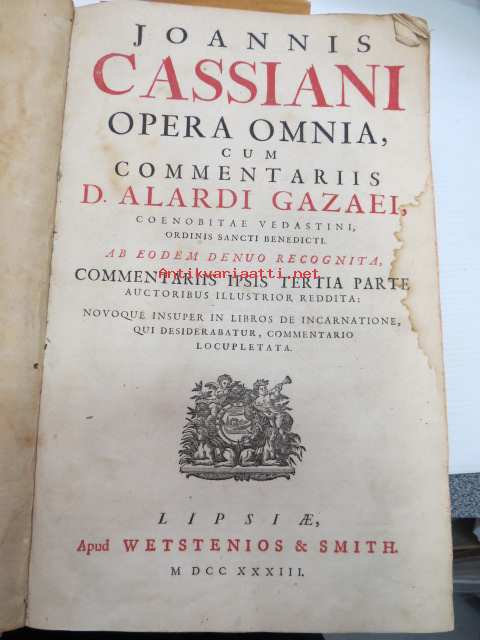 JOANNIS
CASSIANI
OPERA OMNIA,
CUM
COMMENTARIIS
D. ALARDI GAZAEI,
COENOBITAE VEDASTINI,
ORDINIS SANCTI BENEDICTI.
AB EODEM DENUO RECOGNITA,
Antikvariaatti.net
COMMENTARIIS IPSIS TERTIA PARTE
AUCTORIBUS ILLUSTRIOR REDDITA:
NOVOQUE INSUPER IN LIBROS DE INCARNATIONE,
QUI DESIDERABATUR, COMMENTARIO
LOCUPLETATA.
LIPSIÆ,
Apud WETSTENIOS & SMITH.
MDCC XXXIII.